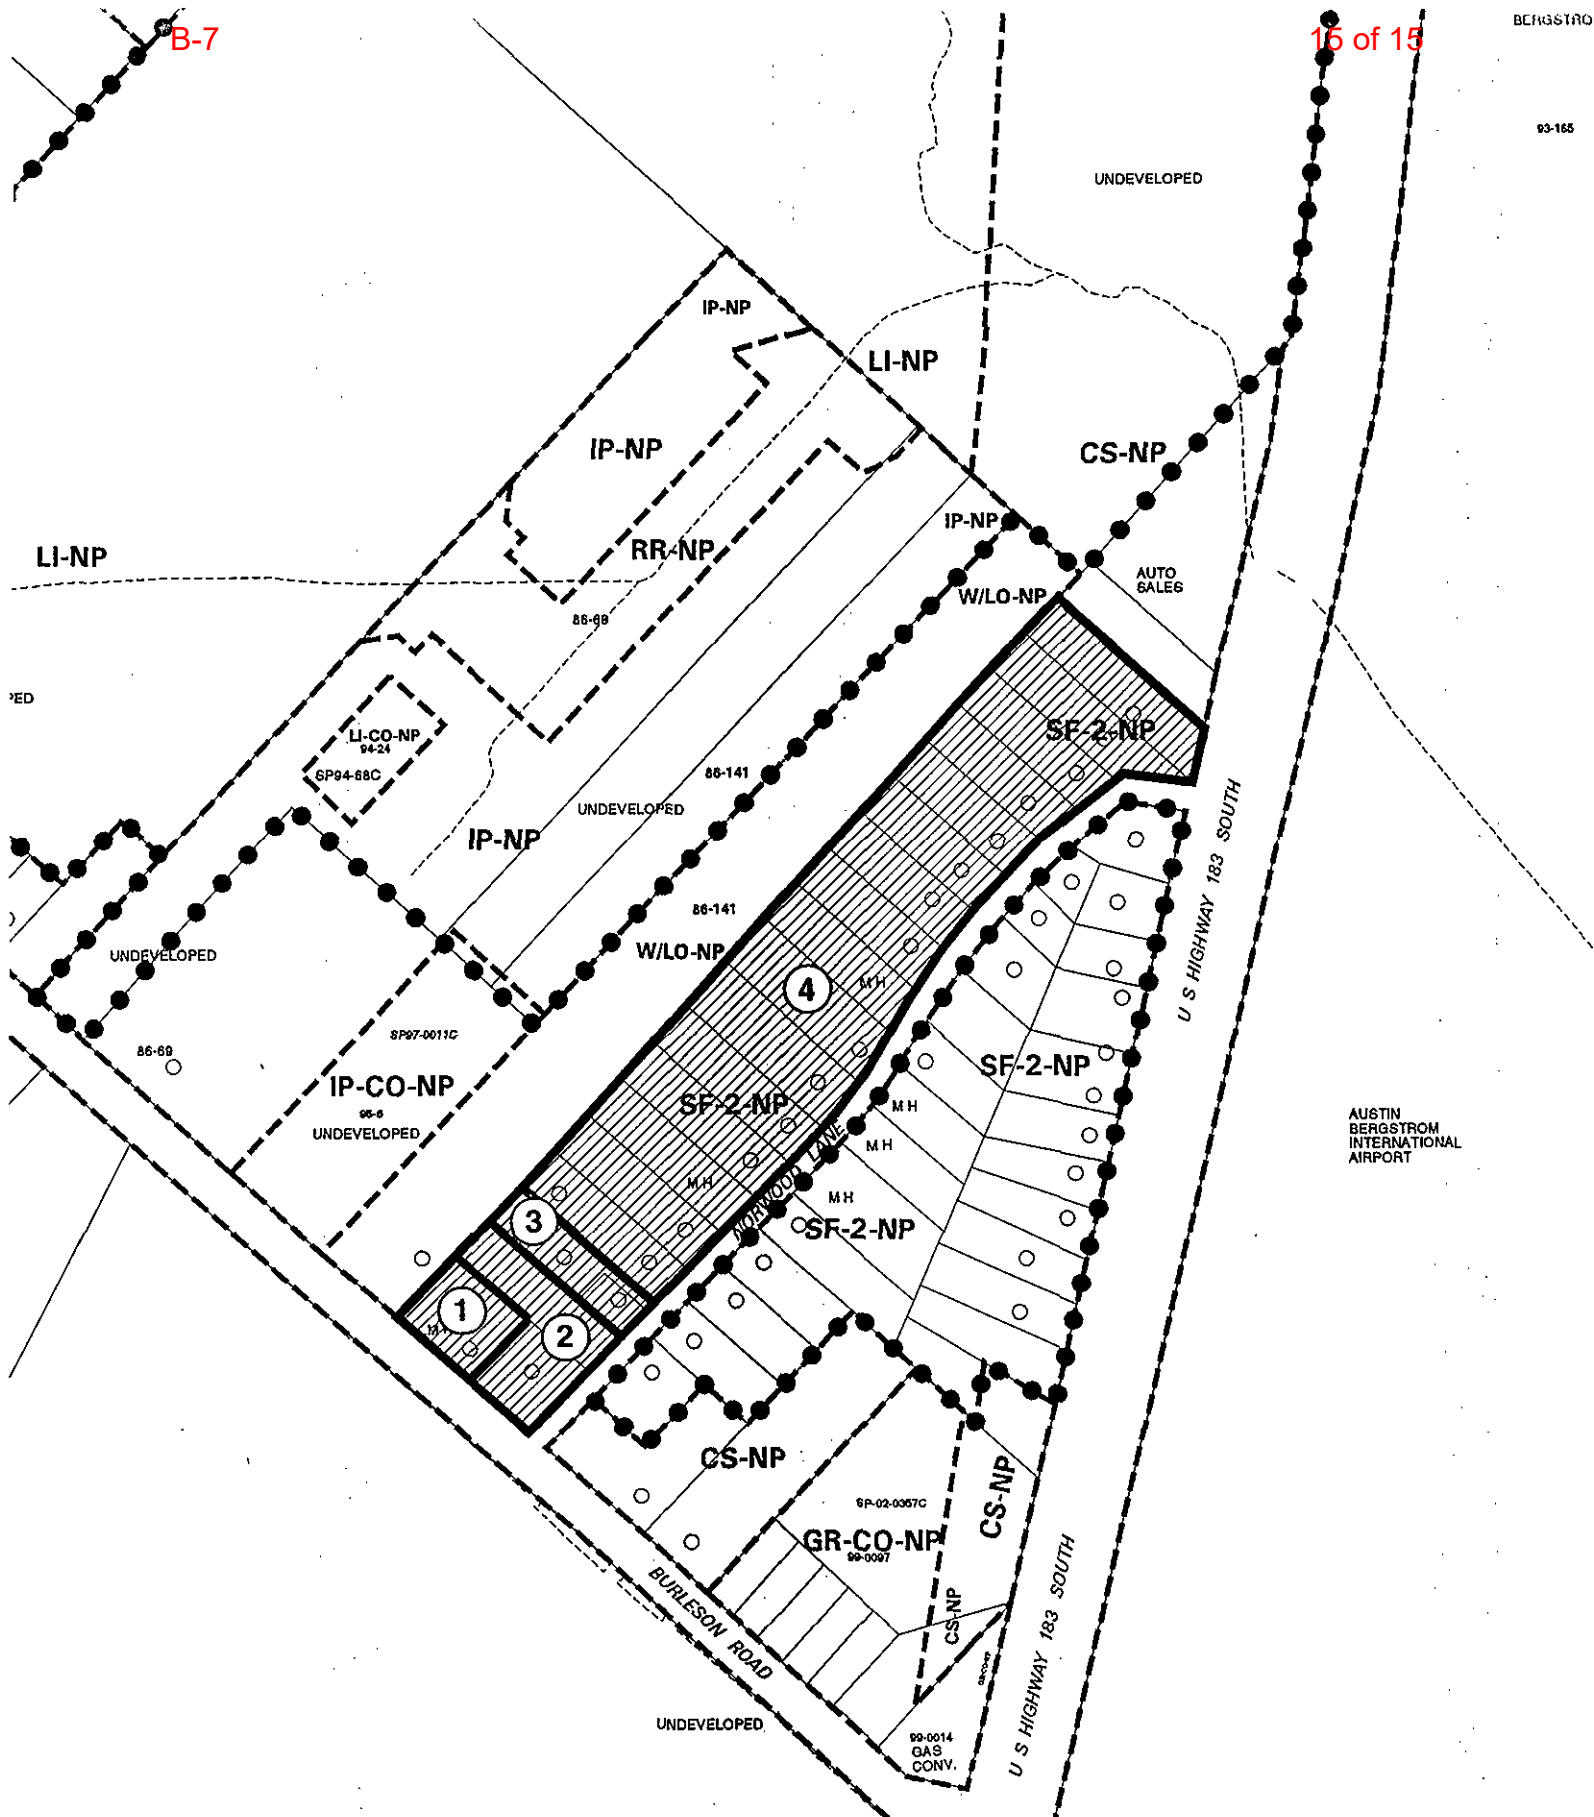 B-7
15 of 15
BERGSTRO
93-165
UNDEVELOPED
IP-NP
LI-NP
IP-NP
CS-NP
IP-NP
RR-NP
LI-NP
AUTO
SALES
W/LO-NP
86-69
PED
SF-2-NP
LI-CO-NP
94-24
SP94-68C
86-141
UNDEVELOPED
IP-NP
U S HIGHWAY 183 SOUTH
86-141
W/LO-NP
UNDEVELOPED
4
M H
SP97-0011C
86-69
SF-2-NP
IP-CO-NP
UNDEVELOPED
SF-2-NP
M H
AUSTIN
BERGSTROM
INTERNATIONAL
AIRPORT
NORWOOD LANE
M H
M H
M H
SF-2-NP
3
1
2
CS-NP
CS-NP
SP-02-0367C
GR-CO-NP
99-0097
BURLESON ROAD
CS-NP
U S HIGHWAY 183 SOUTH
UNDEVELOPED
99-0014
GAS
CONV.